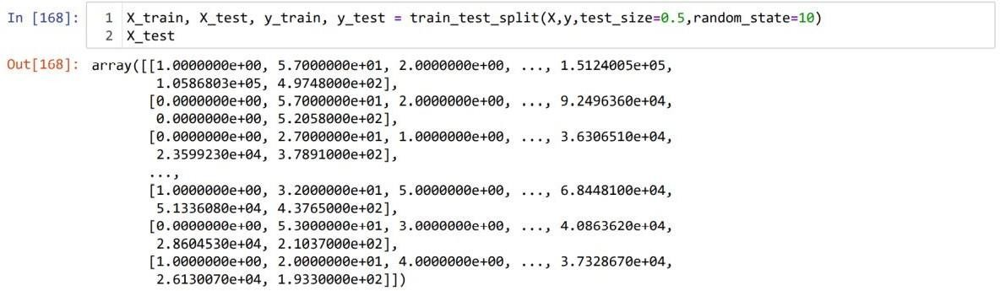 In [168]: 1 X_train, X_test, y_train, y_test = train_test_split(X,y,test_size=0.5,random_state=10)
2 X_test
Out[168]: array([[1.0000000e+00, 5.7000000e+01, 2.0000000e+00, ..., 1.5124005e+05,
1.0586803e+05, 4.9748000e+02],
[0.0000000e+00, 5.7000000e+01, 2.0000000e+00, ..., 9.2496360e+04,
0.0000000e+00, 5.2058000e+02],
[0.0000000e+00, 2.7000000e+01, 1.0000000e+00, ..., 3.6306510e+04,
2.3599230e+04, 3.7891000e+02],
...,
[1.0000000e+00, 3.2000000e+01, 5.0000000e+00, ..., 6.8448100e+04,
5.1336080e+04, 4.3765000e+02],
[0.0000000e+00, 5.3000000e+01, 3.0000000e+00, ..., 4.0863620e+04,
2.8604530e+04, 2.1037000e+02],
[1.0000000e+00, 2.0000000e+01, 4.0000000e+00, ..., 3.7328670e+04,
2.6130070e+04, 1.9330000e+02]])